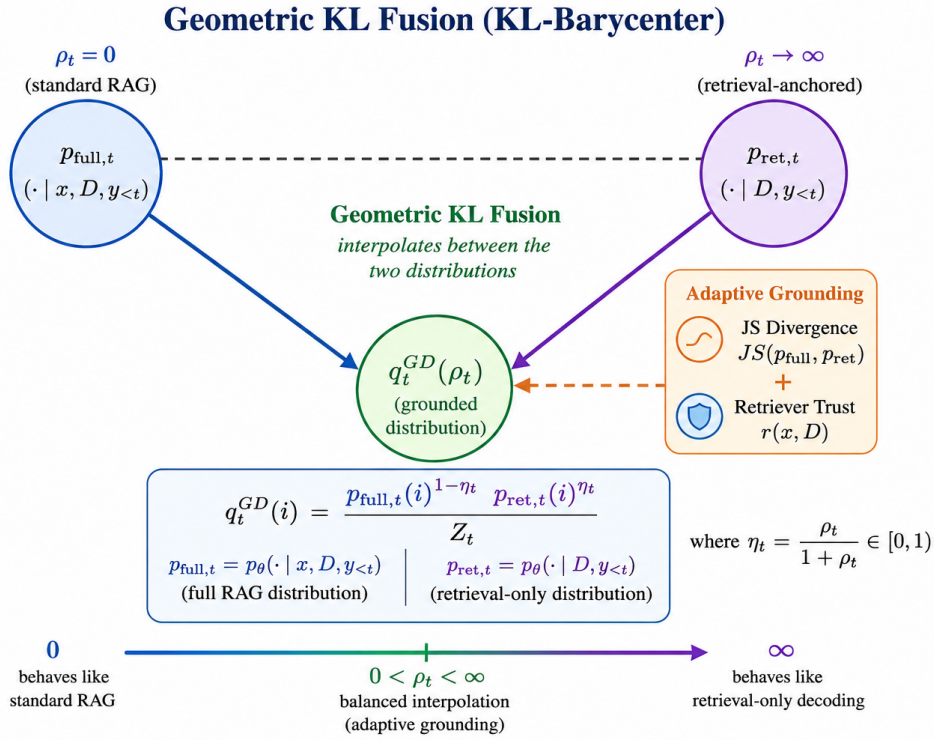 Geometric KL Fusion (KL-Barycenter)
ρ_t = 0
(standard RAG)
ρ_t → ∞
(retrieval-anchored)
p_full,t
(· | x, D, y_<t)
p_ret,t
(· | D, y_<t)
Geometric KL Fusion
interpolates between the
two distributions
Adaptive Grounding
JS Divergence
JS(p_full, p_ret)
+
Retriever Trust
r(x, D)
q_t^GD(ρ_t)
(grounded
distribution)
q_t^GD(i) = p_full,t(i)^{1−η_t} p_ret,t(i)^{η_t} / Z_t
where η_t = ρ_t / (1 + ρ_t) ∈ [0, 1)
p_full,t = p_θ(· | x, D, y_<t)
(full RAG distribution)
p_ret,t = p_θ(· | D, y_<t)
(retrieval-only distribution)
0
behaves like
standard RAG
0 < ρ_t < ∞
balanced interpolation
(adaptive grounding)
∞
behaves like
retrieval-only decoding